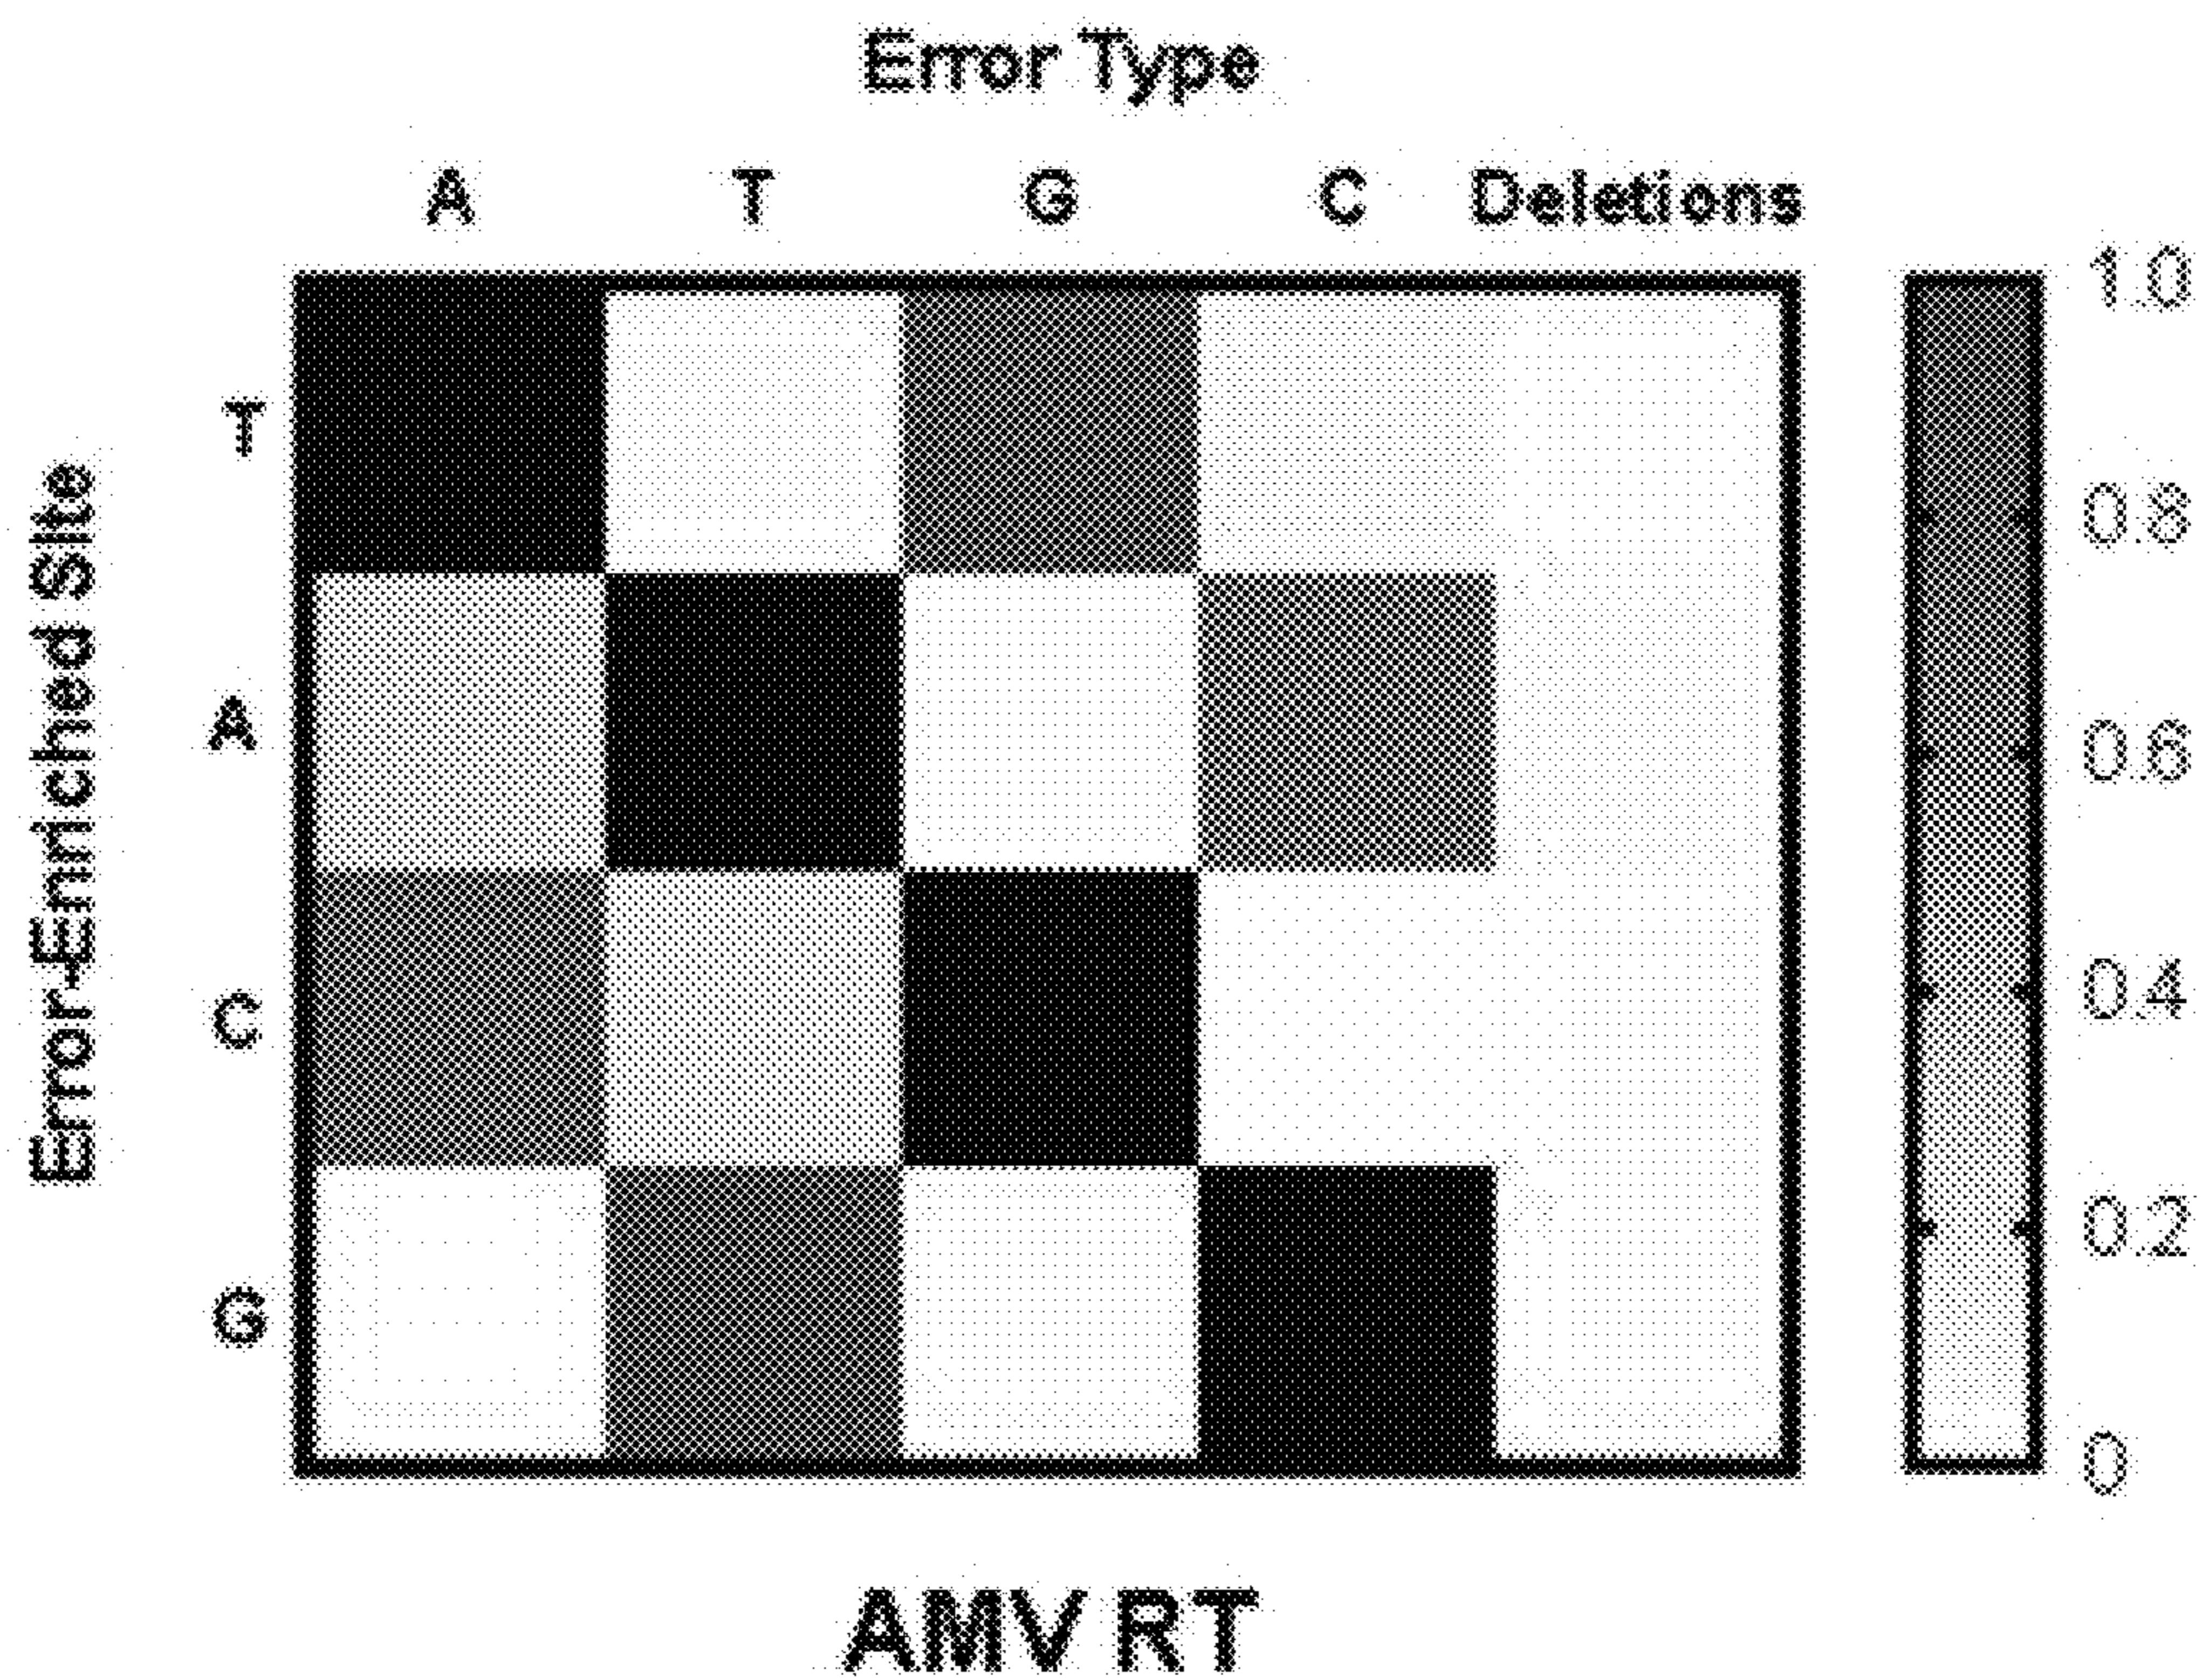 Error Type
A T G C Deletions
1.0
T
0.8
Error-Enriched Site
A
0.6
C
0.4
0.2
G
0
AMV RT